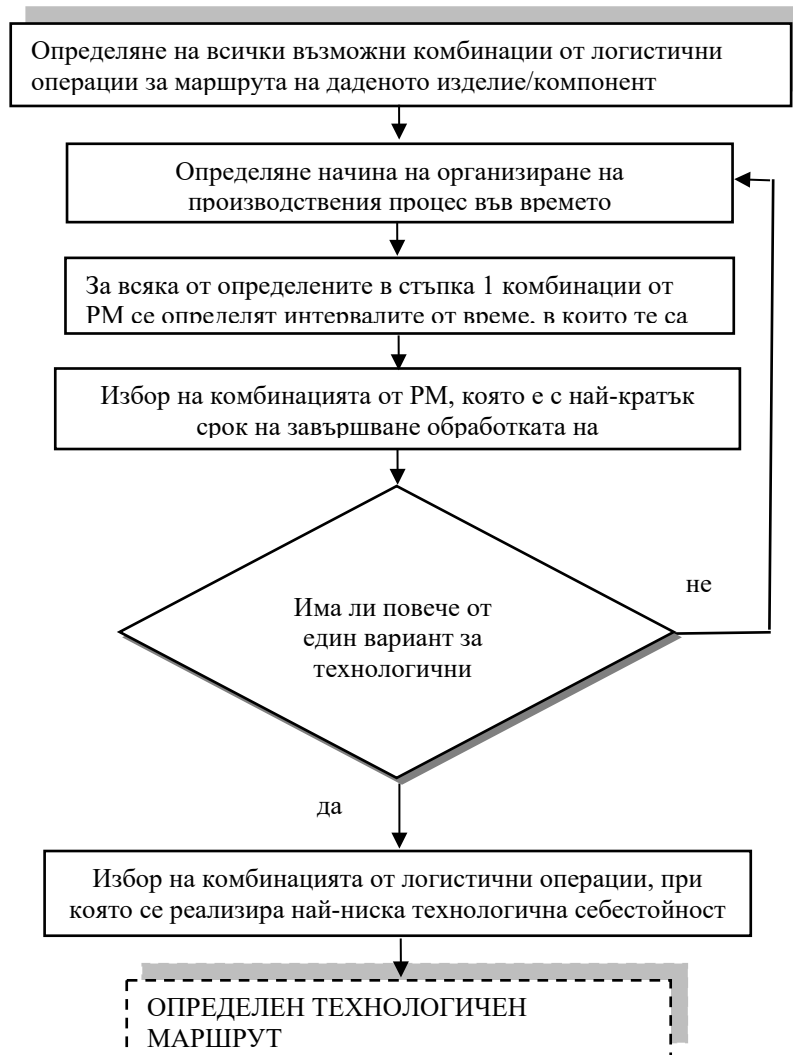 Определяне на всички възможни комбинации от логистични
операции за маршрута на даденото изделие/компонент
Определяне начина на организиране на
производствения процес във времето
За всяка от определените в стъпка 1 комбинации от
РМ се определят интервалите от време, в които те са
Избор на комбинацията от РМ, която е с най-кратък
срок на завършване обработката на
не
Има ли повече от
един вариант за
технологични
да
Избор на комбинацията от логистични операции, при
която се реализира най-ниска технологична себестойност
ОПРЕДЕЛЕН ТЕХНОЛОГИЧЕН
МАРШРУТ